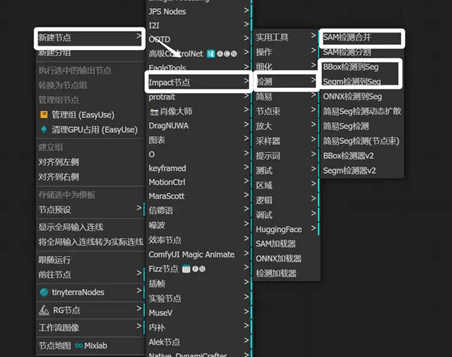 新建节点
新建分组
执行选中的输出节点
转换为节点组
管理组节点
管理组 (EasyUse)
清理GPU占用 (EasyUse)
建立组
对齐到左侧
对齐到右侧
存储选中为模板
节点预设
显示全局输入连线
将全局输入连线转为实际连线
跟随运行
前往节点
tinyterraNodes
RG节点
工作流图像
节点地图 Mixlab
JPS Nodes
I2I
OOTD
高级ControlNet
EagleTools
Impact节点
protrait
肖像大师
DragNUWA
图表
O
keyframed
MotionCtrl
MaraScott
信德语
噪波
效率节点
ComfyUI Magic Animate
Fizz节点
搞帧
实验节点
MuseV
内补
Alek节点
Native_DynamiCrafter
实用工具
操作
细化
检测
简易
节点束
放大
采样器
提示词
测试
区域
逻辑
调试
HuggingFace
SAM加载器
ONNX加载器
检测加载器
SAM检测合并
SAM检测分割
BBox检测到Seg
Segm检测到Seg
ONNX检测到Seg
简易Seg检测动态扩散
简易Seg检测
简易Seg检测(节点束)
BBox检测器v2
Segm检测器v2